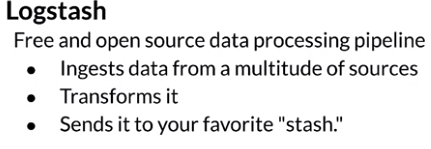 Logstash
Free and open source data processing pipeline
● Ingests data from a multitude of sources
● Transforms it
● Sends it to your favorite "stash."